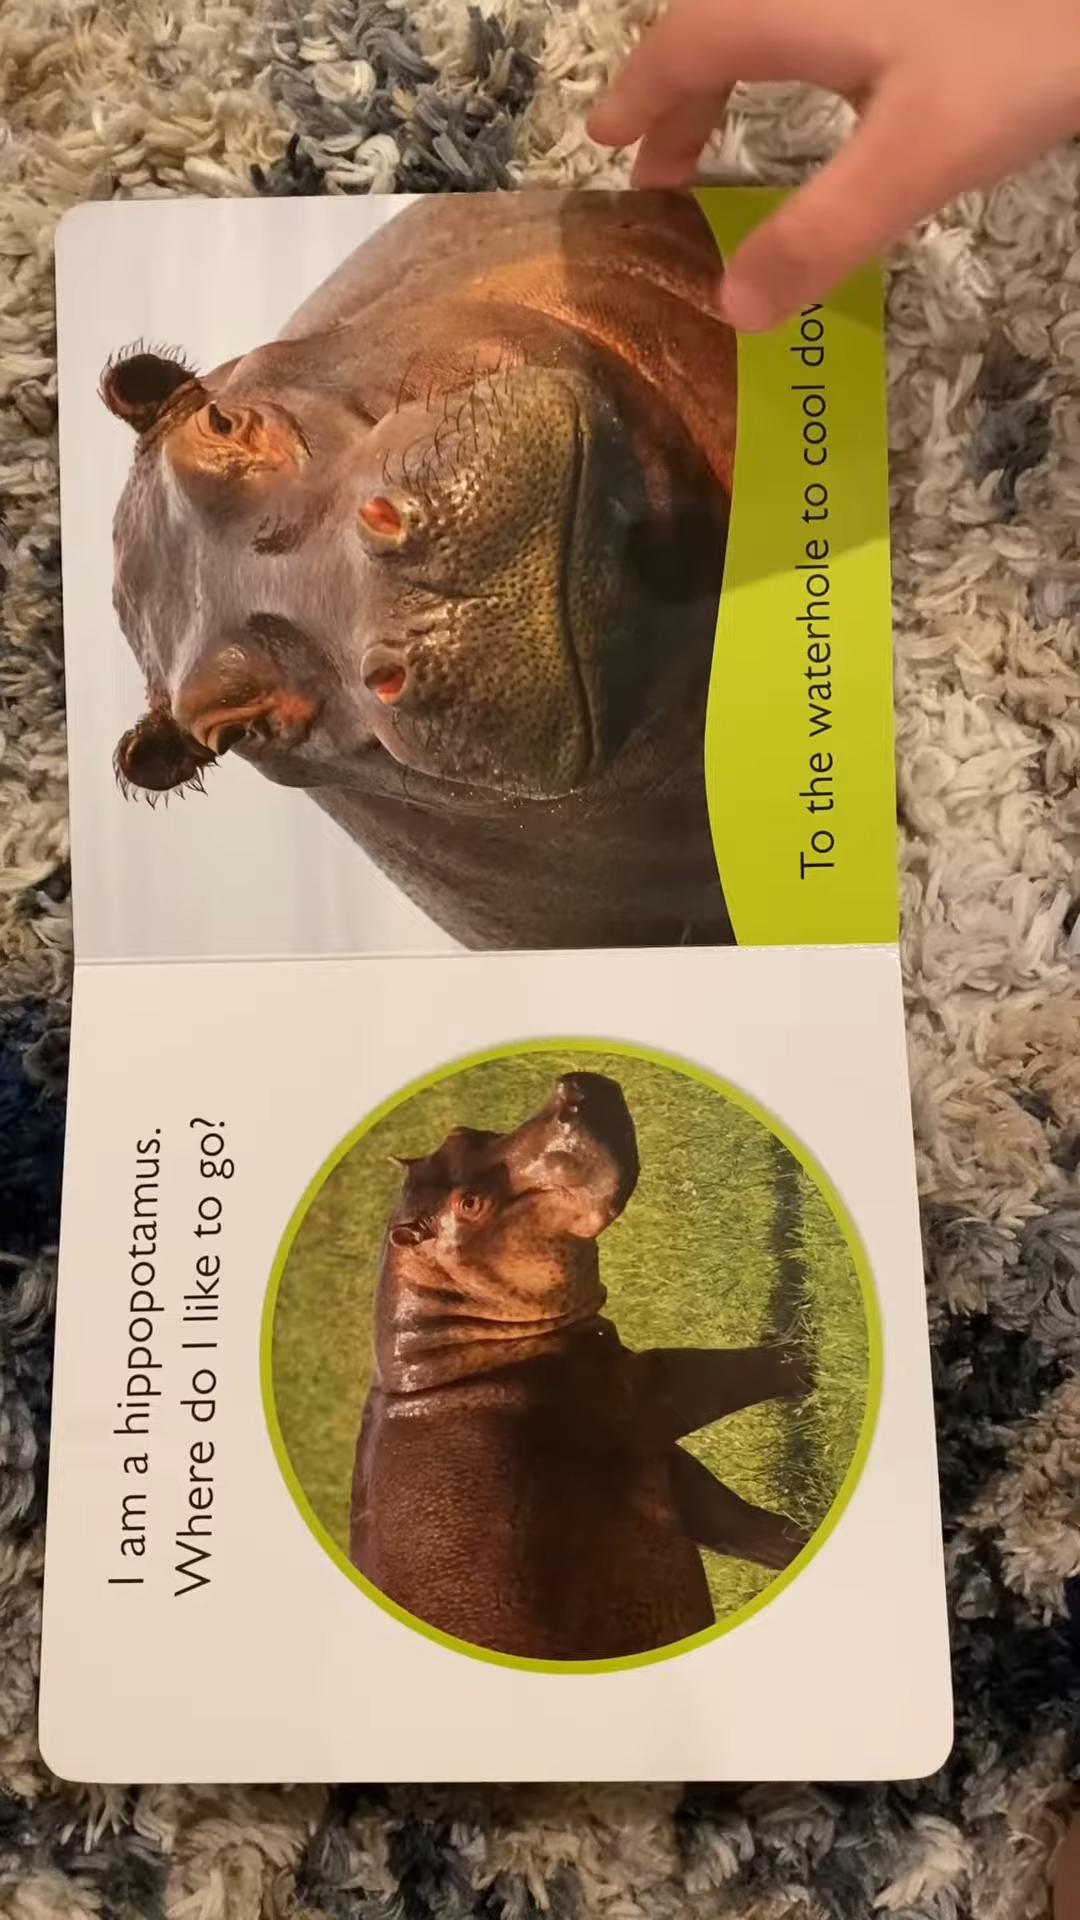 I am a hippopotamus.
Where do I like to go?
To the waterhole to cool